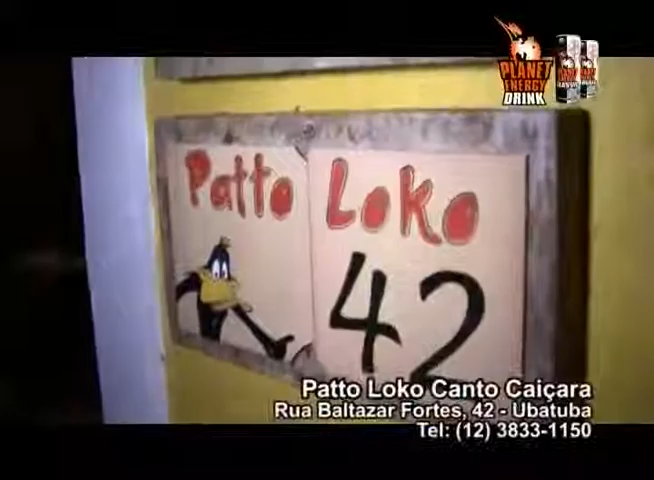 PLANET
ENERGY
DRINK
Patto Loko
42
Patto Loko Canto Caiçara
Rua Baltazar Fortes, 42 - Ubatuba
Tel: (12) 3833-1150